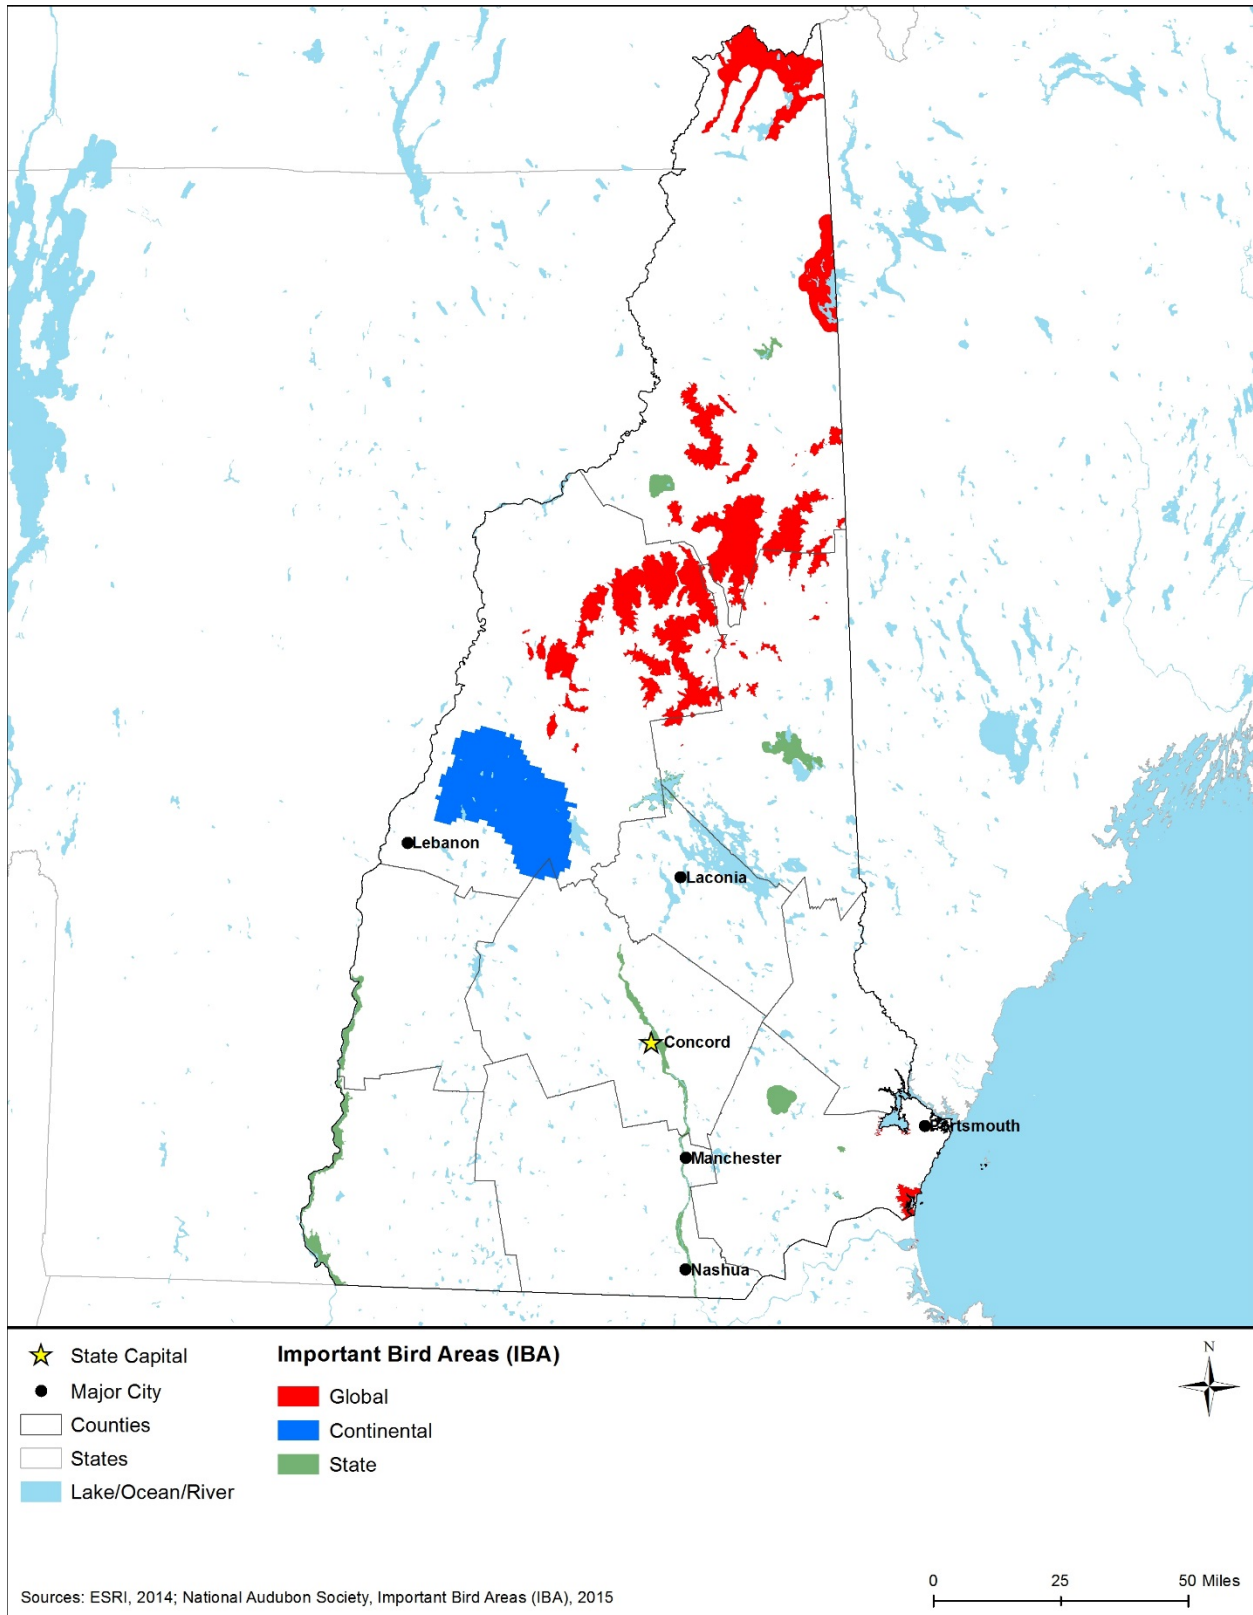 Lebanon
Laconia
Concord
Portsmouth
Manchester
Nashua
State Capital
Major City
Counties
States
Lake/Ocean/River
Important Bird Areas (IBA)
Global
Continental
State
N
0 25 50 Miles
Sources: ESRI, 2014; National Audubon Society, Important Bird Areas (IBA), 2015